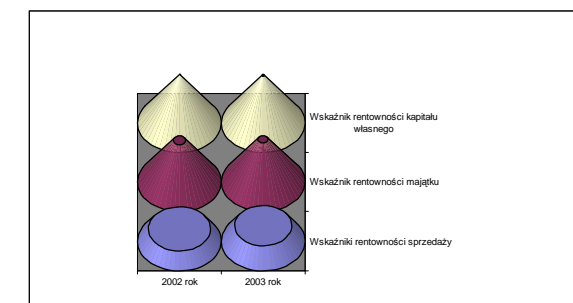 Wskaźnik rentowności kapitału
własnego
Wskaźnik rentowności majątku
Wskaźniki rentowności sprzedaży
2002 rok
2003 rok